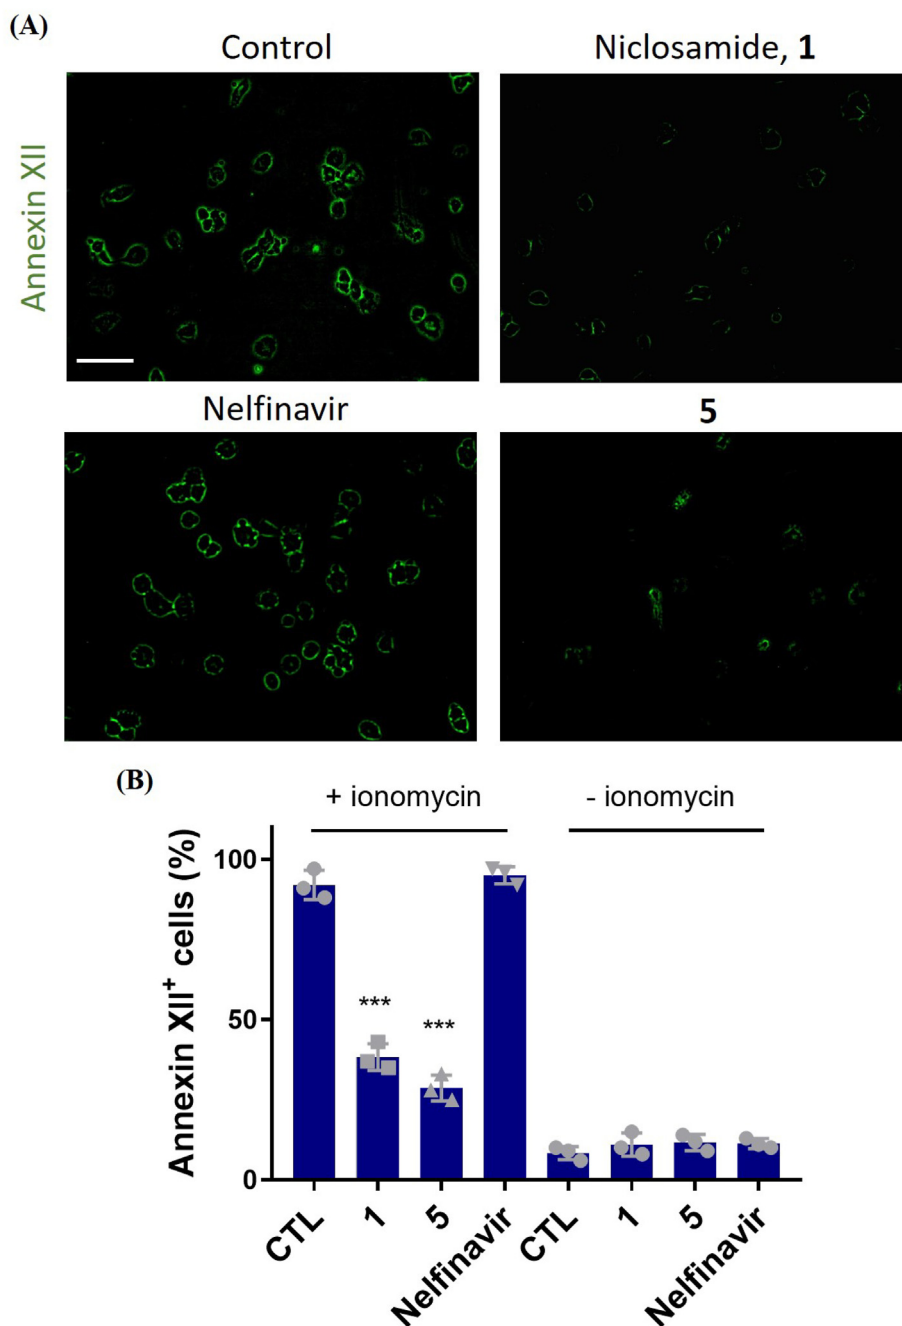 (A)
Control
Niclosamide, 1
Annexin XII
Nelfinavir
5
(B)
+ ionomycin
- ionomycin
Annexin XII⁺ cells (%)
100
50
0
***
***
CTL
1
5
Nelfinavir
CTL
1
5
Nelfinavir